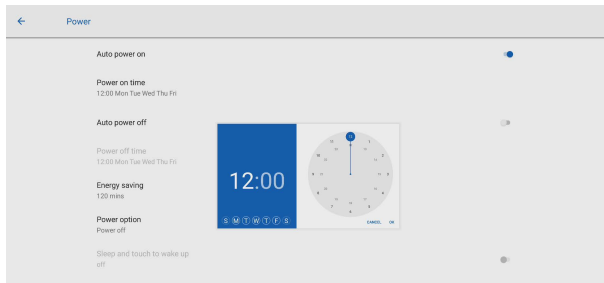 Power
Auto power on
Power on time
12:00 Mon Tue Wed Thu Fri
Auto power off
Power off time
12:00 Mon Tue Wed Thu Fri
Energy saving
120 mins
Power option
Power off
Sleep and touch to wake up
off
12:00
S M T W T F S
CANCEL OK